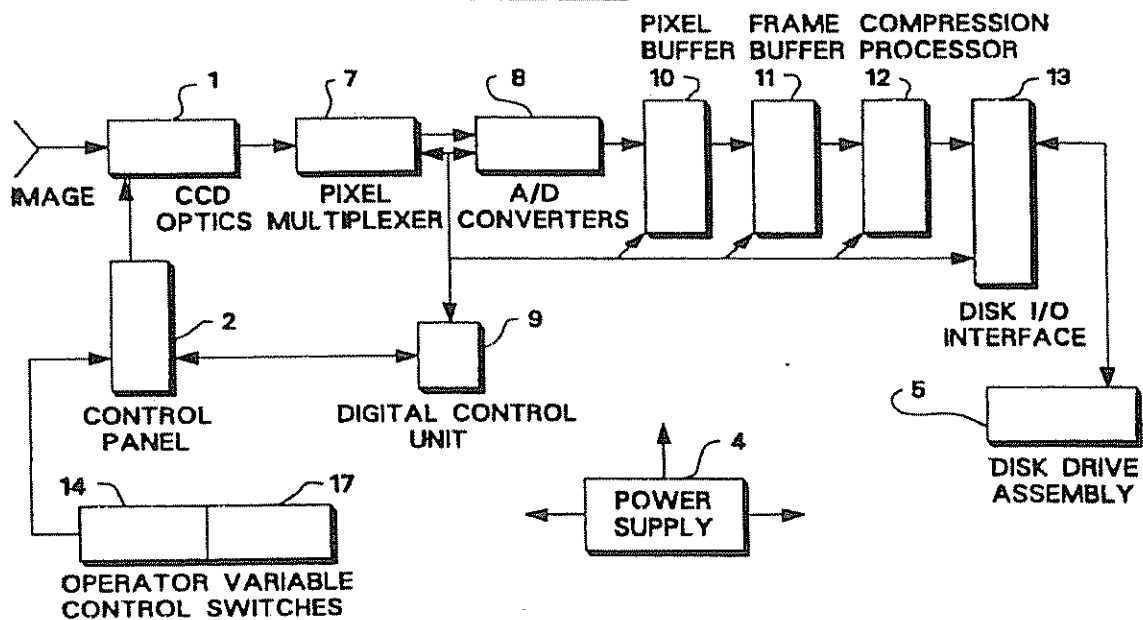 PIXEL FRAME COMPRESSION
BUFFER BUFFER PROCESSOR
1 7 8 10 11 12 13
IMAGE
CCD
OPTICS
PIXEL
MULTIPLEXER
A/D
CONVERTERS
2
9
DISK I/O
INTERFACE
CONTROL
PANEL
DIGITAL CONTROL
UNIT
5
4
DISK DRIVE
ASSEMBLY
14 17
POWER
SUPPLY
OPERATOR VARIABLE
CONTROL SWITCHES